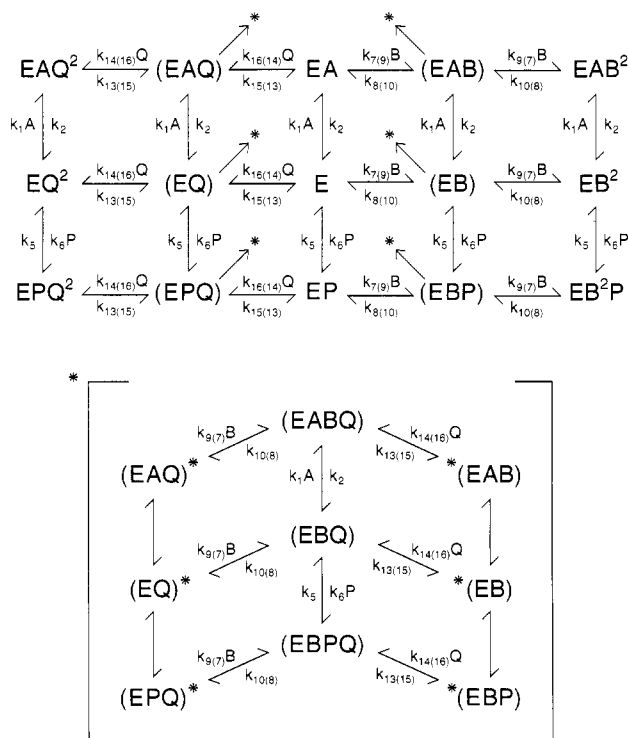 * *
EAQ² k₁₄₍₁₆₎Q (EAQ) k₁₆₍₁₄₎Q EA k₇₍₉₎B (EAB) k₉₍₇₎B EAB²
k₁₃₍₁₅₎ k₁₅₍₁₃₎ k₈₍₁₀₎ k₁₀₍₈₎
k₁A k₂ k₁A k₂ * k₁A k₂ * k₁A k₂ k₁A k₂
EQ² k₁₄₍₁₆₎Q (EQ) k₁₆₍₁₄₎Q E k₇₍₉₎B (EB) k₉₍₇₎B EB²
k₁₃₍₁₅₎ k₁₅₍₁₃₎ k₈₍₁₀₎ k₁₀₍₈₎
k₅ k₆P k₅ k₆P * k₅ k₆P * k₅ k₆P k₅ k₆P
EPQ² k₁₄₍₁₆₎Q (EPQ) k₁₆₍₁₄₎Q EP k₇₍₉₎B (EBP) k₉₍₇₎B EB²P
k₁₃₍₁₅₎ k₁₅₍₁₃₎ k₈₍₁₀₎ k₁₀₍₈₎
*
(EABQ)
k₉₍₇₎B k₁₄₍₁₆₎Q
k₁₀₍₈₎ k₁₃₍₁₅₎
(EAQ)* k₁A k₂ *(EAB)
(EBQ)
k₉₍₇₎B k₁₄₍₁₆₎Q
k₁₀₍₈₎ k₁₃₍₁₅₎
(EQ)* k₅ k₆P *(EB)
(EBPQ)
k₉₍₇₎B k₁₄₍₁₆₎Q
k₁₀₍₈₎ k₁₃₍₁₅₎
(EPQ)* *(EBP)